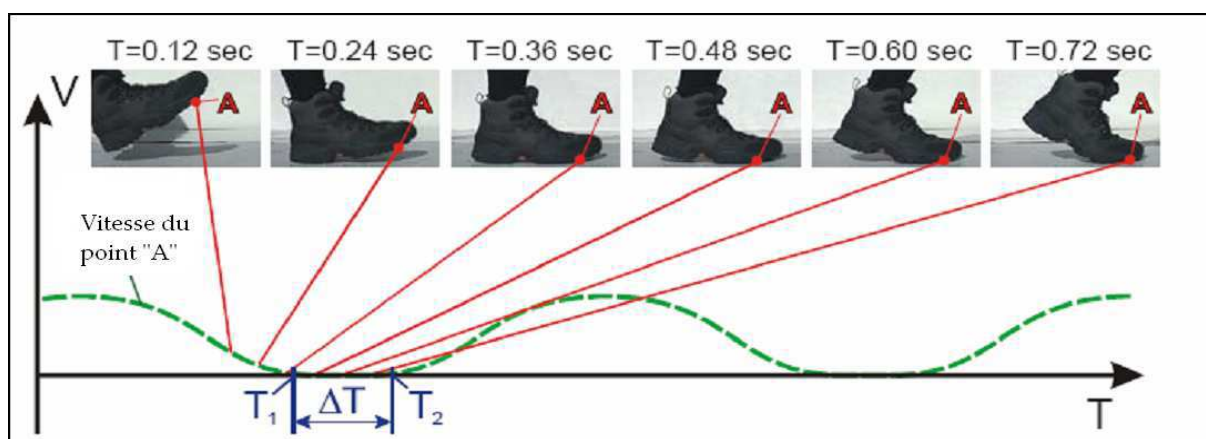 T=0.12 sec T=0.24 sec T=0.36 sec T=0.48 sec T=0.60 sec T=0.72 sec
V
A A A A A A
Vitesse du
point "A"
T₁ ΔT T₂ T